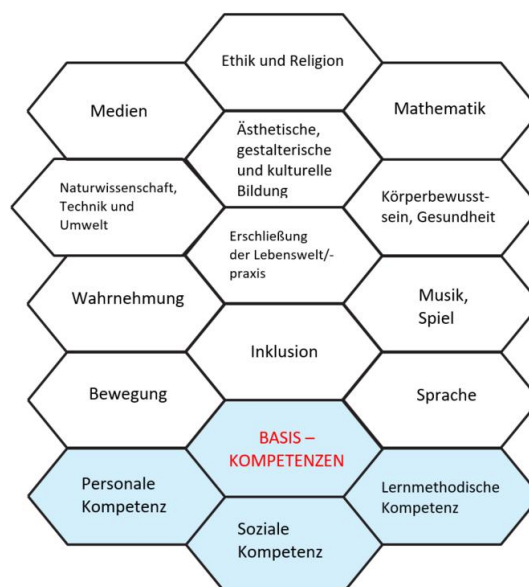 Ethik und Religion
Medien
Mathematik
Ästhetische,
gestalterische
und kulturelle
Bildung
Naturwissenschaft,
Technik und
Umwelt
Körperbewusst-
sein, Gesundheit
Erschließung
der Lebenswelt/-
praxis
Wahrnehmung
Musik,
Spiel
Inklusion
Bewegung
Sprache
BASIS –
KOMPETENZEN
Personale
Kompetenz
Lernmethodische
Kompetenz
Soziale
Kompetenz